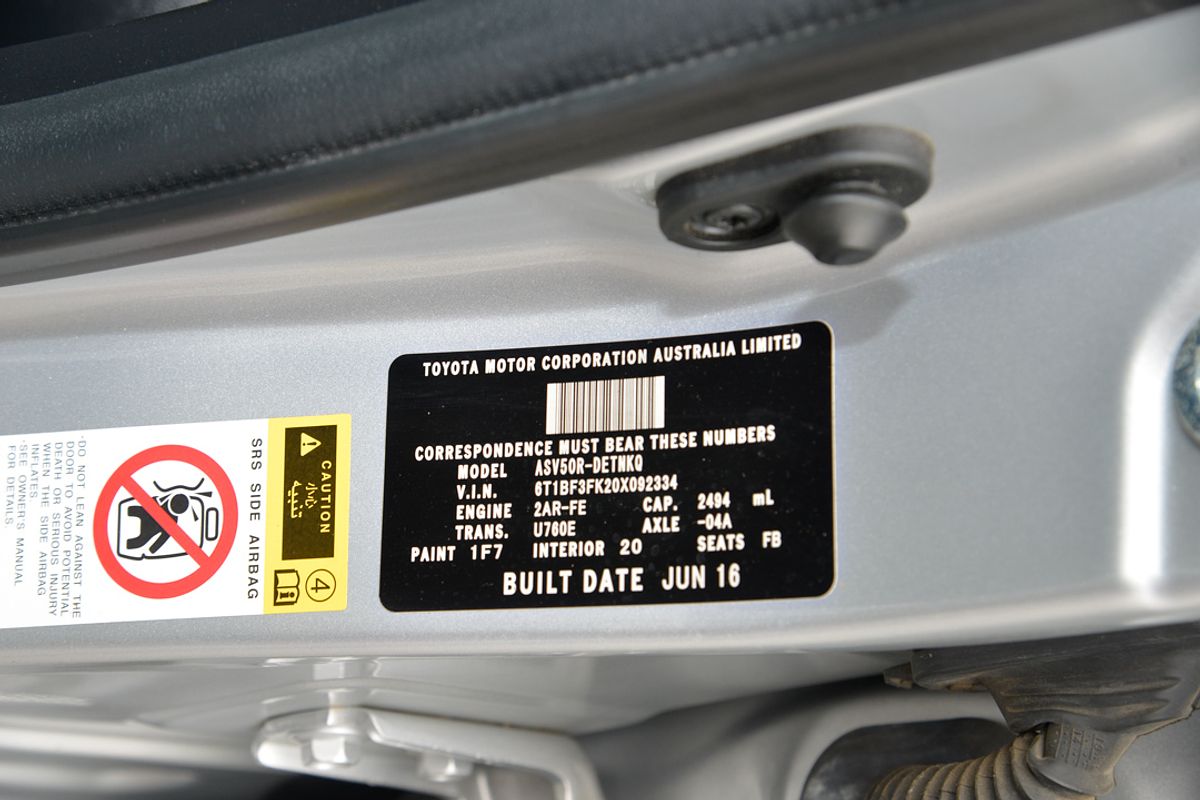 TOYOTA MOTOR CORPORATION AUSTRALIA LIMITED
CORRESPONDENCE MUST BEAR THESE NUMBERS
MODEL ASV50R-DETNKQ
V.I.N. 6T1BF3FK20X092334
ENGINE 2AR-FE CAP. 2494 mL
TRANS. U760E AXLE -04A
PAINT 1F7 INTERIOR 20 SEATS FB
BUILT DATE JUN 16
CAUTION
تنبيه
4
SRS SIDE AIRBAG
·DO NOT LEAN AGAINST THE
DOOR TO AVOID POTENTIAL
DEATH OR SERIOUS INJURY
WHEN THE SIDE AIRBAG
INFLATES.
·SEE OWNER'S MANUAL
FOR DETAILS.